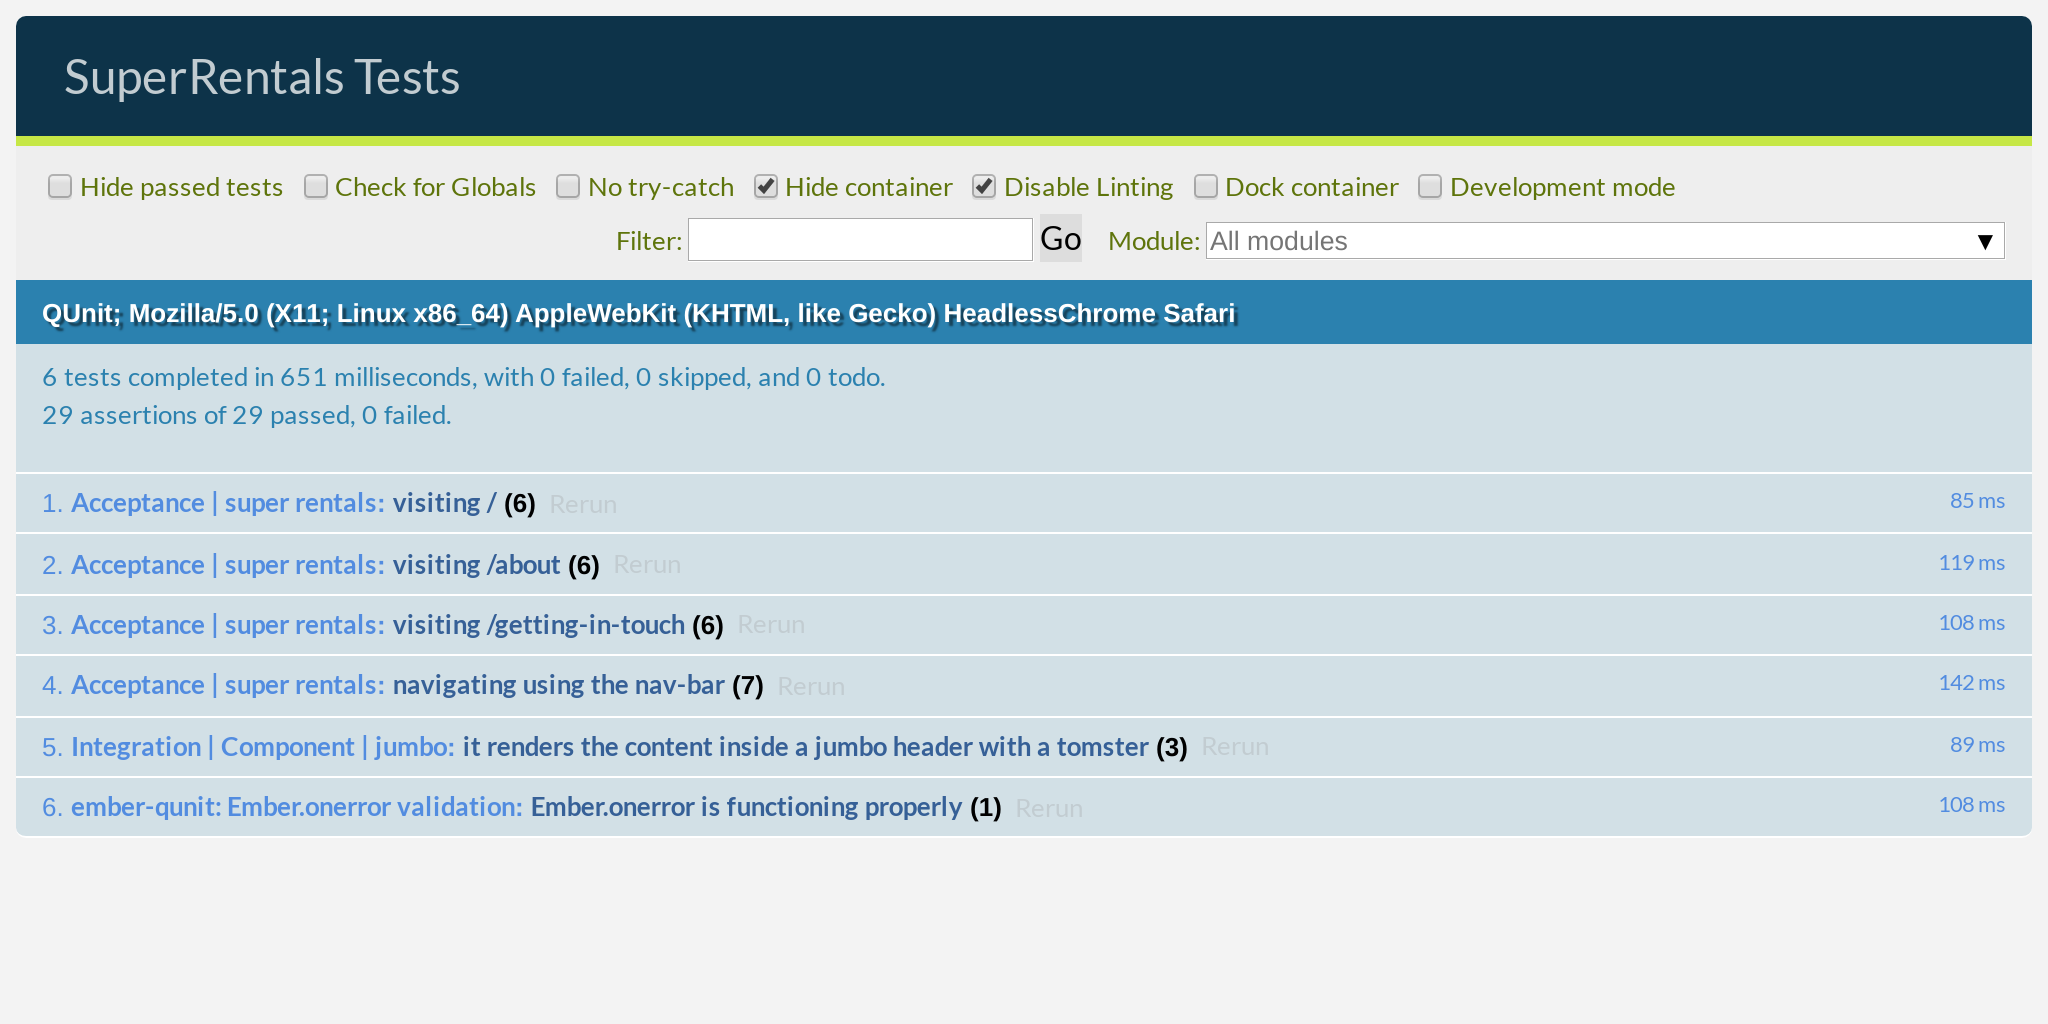 SuperRentals Tests
Hide passed tests Check for Globals No try-catch Hide container Disable Linting Dock container Development mode
Filter: Go Module: All modules ▼
QUnit; Mozilla/5.0 (X11; Linux x86_64) AppleWebKit (KHTML, like Gecko) HeadlessChrome Safari
6 tests completed in 651 milliseconds, with 0 failed, 0 skipped, and 0 todo.
29 assertions of 29 passed, 0 failed.
1. Acceptance | super rentals: visiting / (6) Rerun 85 ms
2. Acceptance | super rentals: visiting /about (6) Rerun 119 ms
3. Acceptance | super rentals: visiting /getting-in-touch (6) Rerun 108 ms
4. Acceptance | super rentals: navigating using the nav-bar (7) Rerun 142 ms
5. Integration | Component | jumbo: it renders the content inside a jumbo header with a tomster (3) Rerun 89 ms
6. ember-qunit: Ember.onerror validation: Ember.onerror is functioning properly (1) Rerun 108 ms